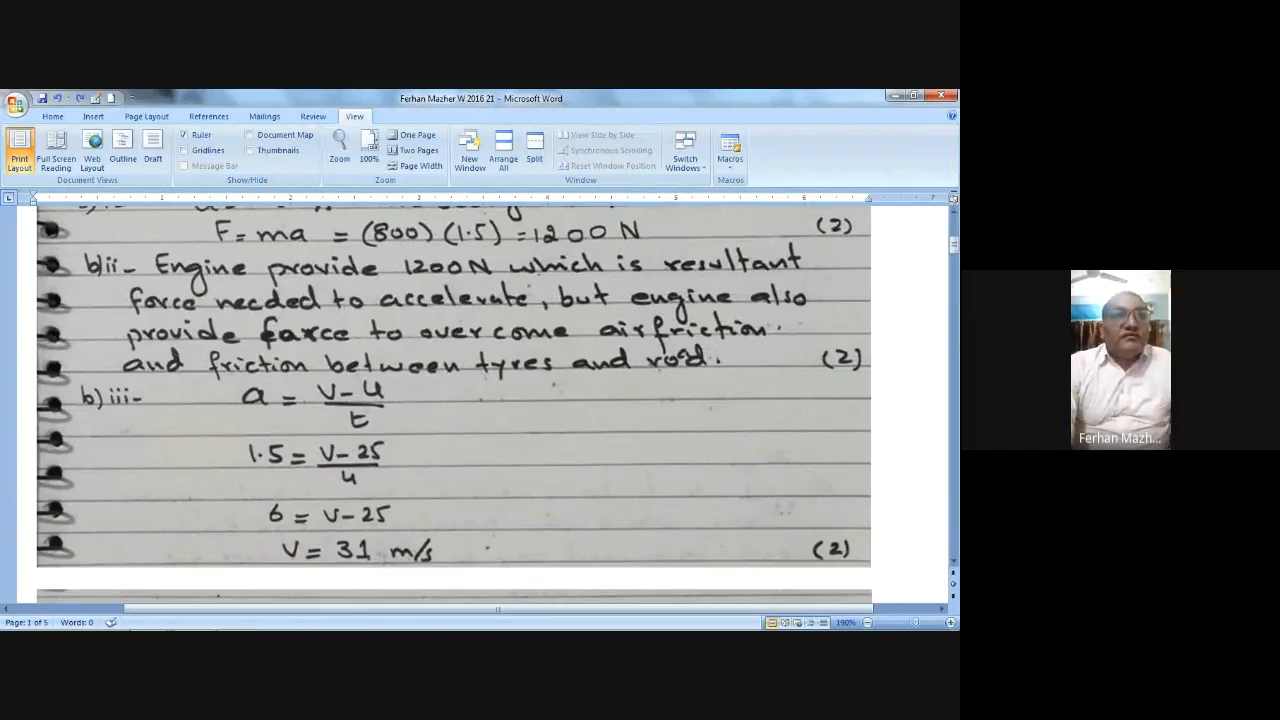 Ferhan Mazher W 2016 21 - Microsoft Word
Home Insert Page Layout References Mailings Review View
Print Layout
Full Screen Reading
Web Layout
Outline
Draft
Document Views
Ruler
Gridlines
Message Bar
Document Map
Thumbnails
Show/Hide
Zoom
100%
One Page
Two Pages
Page Width
Zoom
New Window
Arrange All
Split
View Side by Side
Synchronous Scrolling
Reset Window Position
Window
Switch Windows
Macros
Macros
F = ma = (800) (1.5) = 1200 N (2)
b)ii- Engine provide 1200N which is resultant
force needed to accelerate, but engine also
provide force to overcome air friction.
and friction between tyres and road. (2)
b) iii- a = v - u
t
1.5 = v - 25
4
6 = v - 25
v = 31 m/s (2)
Page: 1 of 5 Words: 0 190%
Ferhan Mazh...